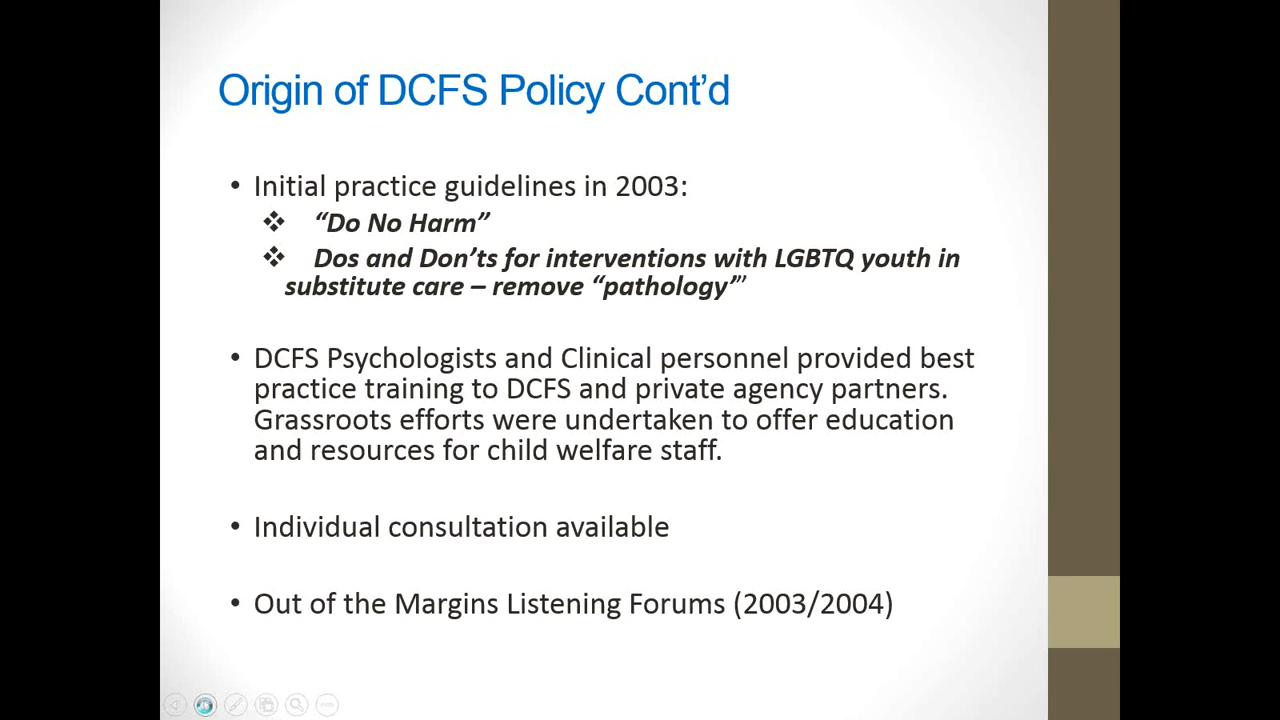 Origin of DCFS Policy Cont’d
• Initial practice guidelines in 2003:
❖ “Do No Harm”
❖ Dos and Don’ts for interventions with LGBTQ youth in
substitute care – remove “pathology’”
• DCFS Psychologists and Clinical personnel provided best
practice training to DCFS and private agency partners.
Grassroots efforts were undertaken to offer education
and resources for child welfare staff.
• Individual consultation available
• Out of the Margins Listening Forums (2003/2004)